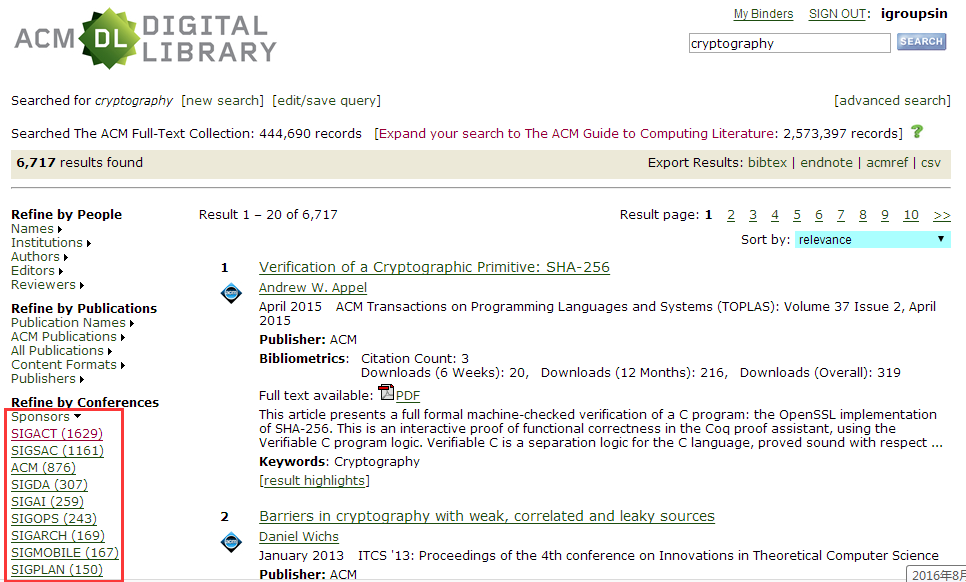 ACM DL DIGITAL LIBRARY
My Binders SIGN OUT: igroupsin
cryptography SEARCH
Searched for cryptography [new search] [edit/save query] [advanced search]
Searched The ACM Full-Text Collection: 444,690 records [Expand your search to The ACM Guide to Computing Literature: 2,573,397 records] ?
6,717 results found Export Results: bibtex | endnote | acmref | csv
Refine by People
Names
Institutions
Authors
Editors
Reviewers
Refine by Publications
Publication Names
ACM Publications
All Publications
Content Formats
Publishers
Refine by Conferences
Sponsors
SIGACT (1629)
SIGSAC (1161)
ACM (876)
SIGDA (307)
SIGAI (259)
SIGOPS (243)
SIGARCH (169)
SIGMOBILE (167)
SIGPLAN (150)
Result 1 – 20 of 6,717 Result page: 1 2 3 4 5 6 7 8 9 10 >>
Sort by: relevance
1 Verification of a Cryptographic Primitive: SHA-256
Andrew W. Appel
April 2015 ACM Transactions on Programming Languages and Systems (TOPLAS): Volume 37 Issue 2, April
2015
Publisher: ACM
Bibliometrics: Citation Count: 3
Downloads (6 Weeks): 20, Downloads (12 Months): 216, Downloads (Overall): 319
Full text available: PDF
This article presents a full formal machine-checked verification of a C program: the OpenSSL implementation
of SHA-256. This is an interactive proof of functional correctness in the Coq proof assistant, using the
Verifiable C program logic. Verifiable C is a separation logic for the C language, proved sound with respect ...
Keywords: Cryptography
[result highlights]
2 Barriers in cryptography with weak, correlated and leaky sources
Daniel Wichs
January 2013 ITCS '13: Proceedings of the 4th conference on Innovations in Theoretical Computer Science
Publisher: ACM
2016年8月